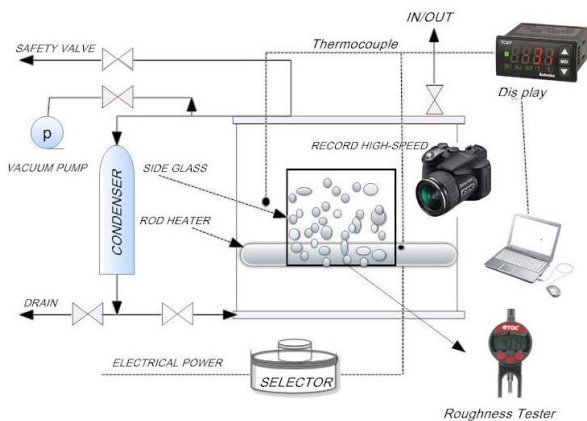 IN/OUT
SAFETY VALVE
Thermocouple
Autonics
Dis play
p
VACUUM PUMP
RECORD HIGH-SPEED
SIDE GLASS
CONDENSER
ROD HEATER
DRAIN
ELECTRICAL POWER
SELECTOR
Roughness Tester